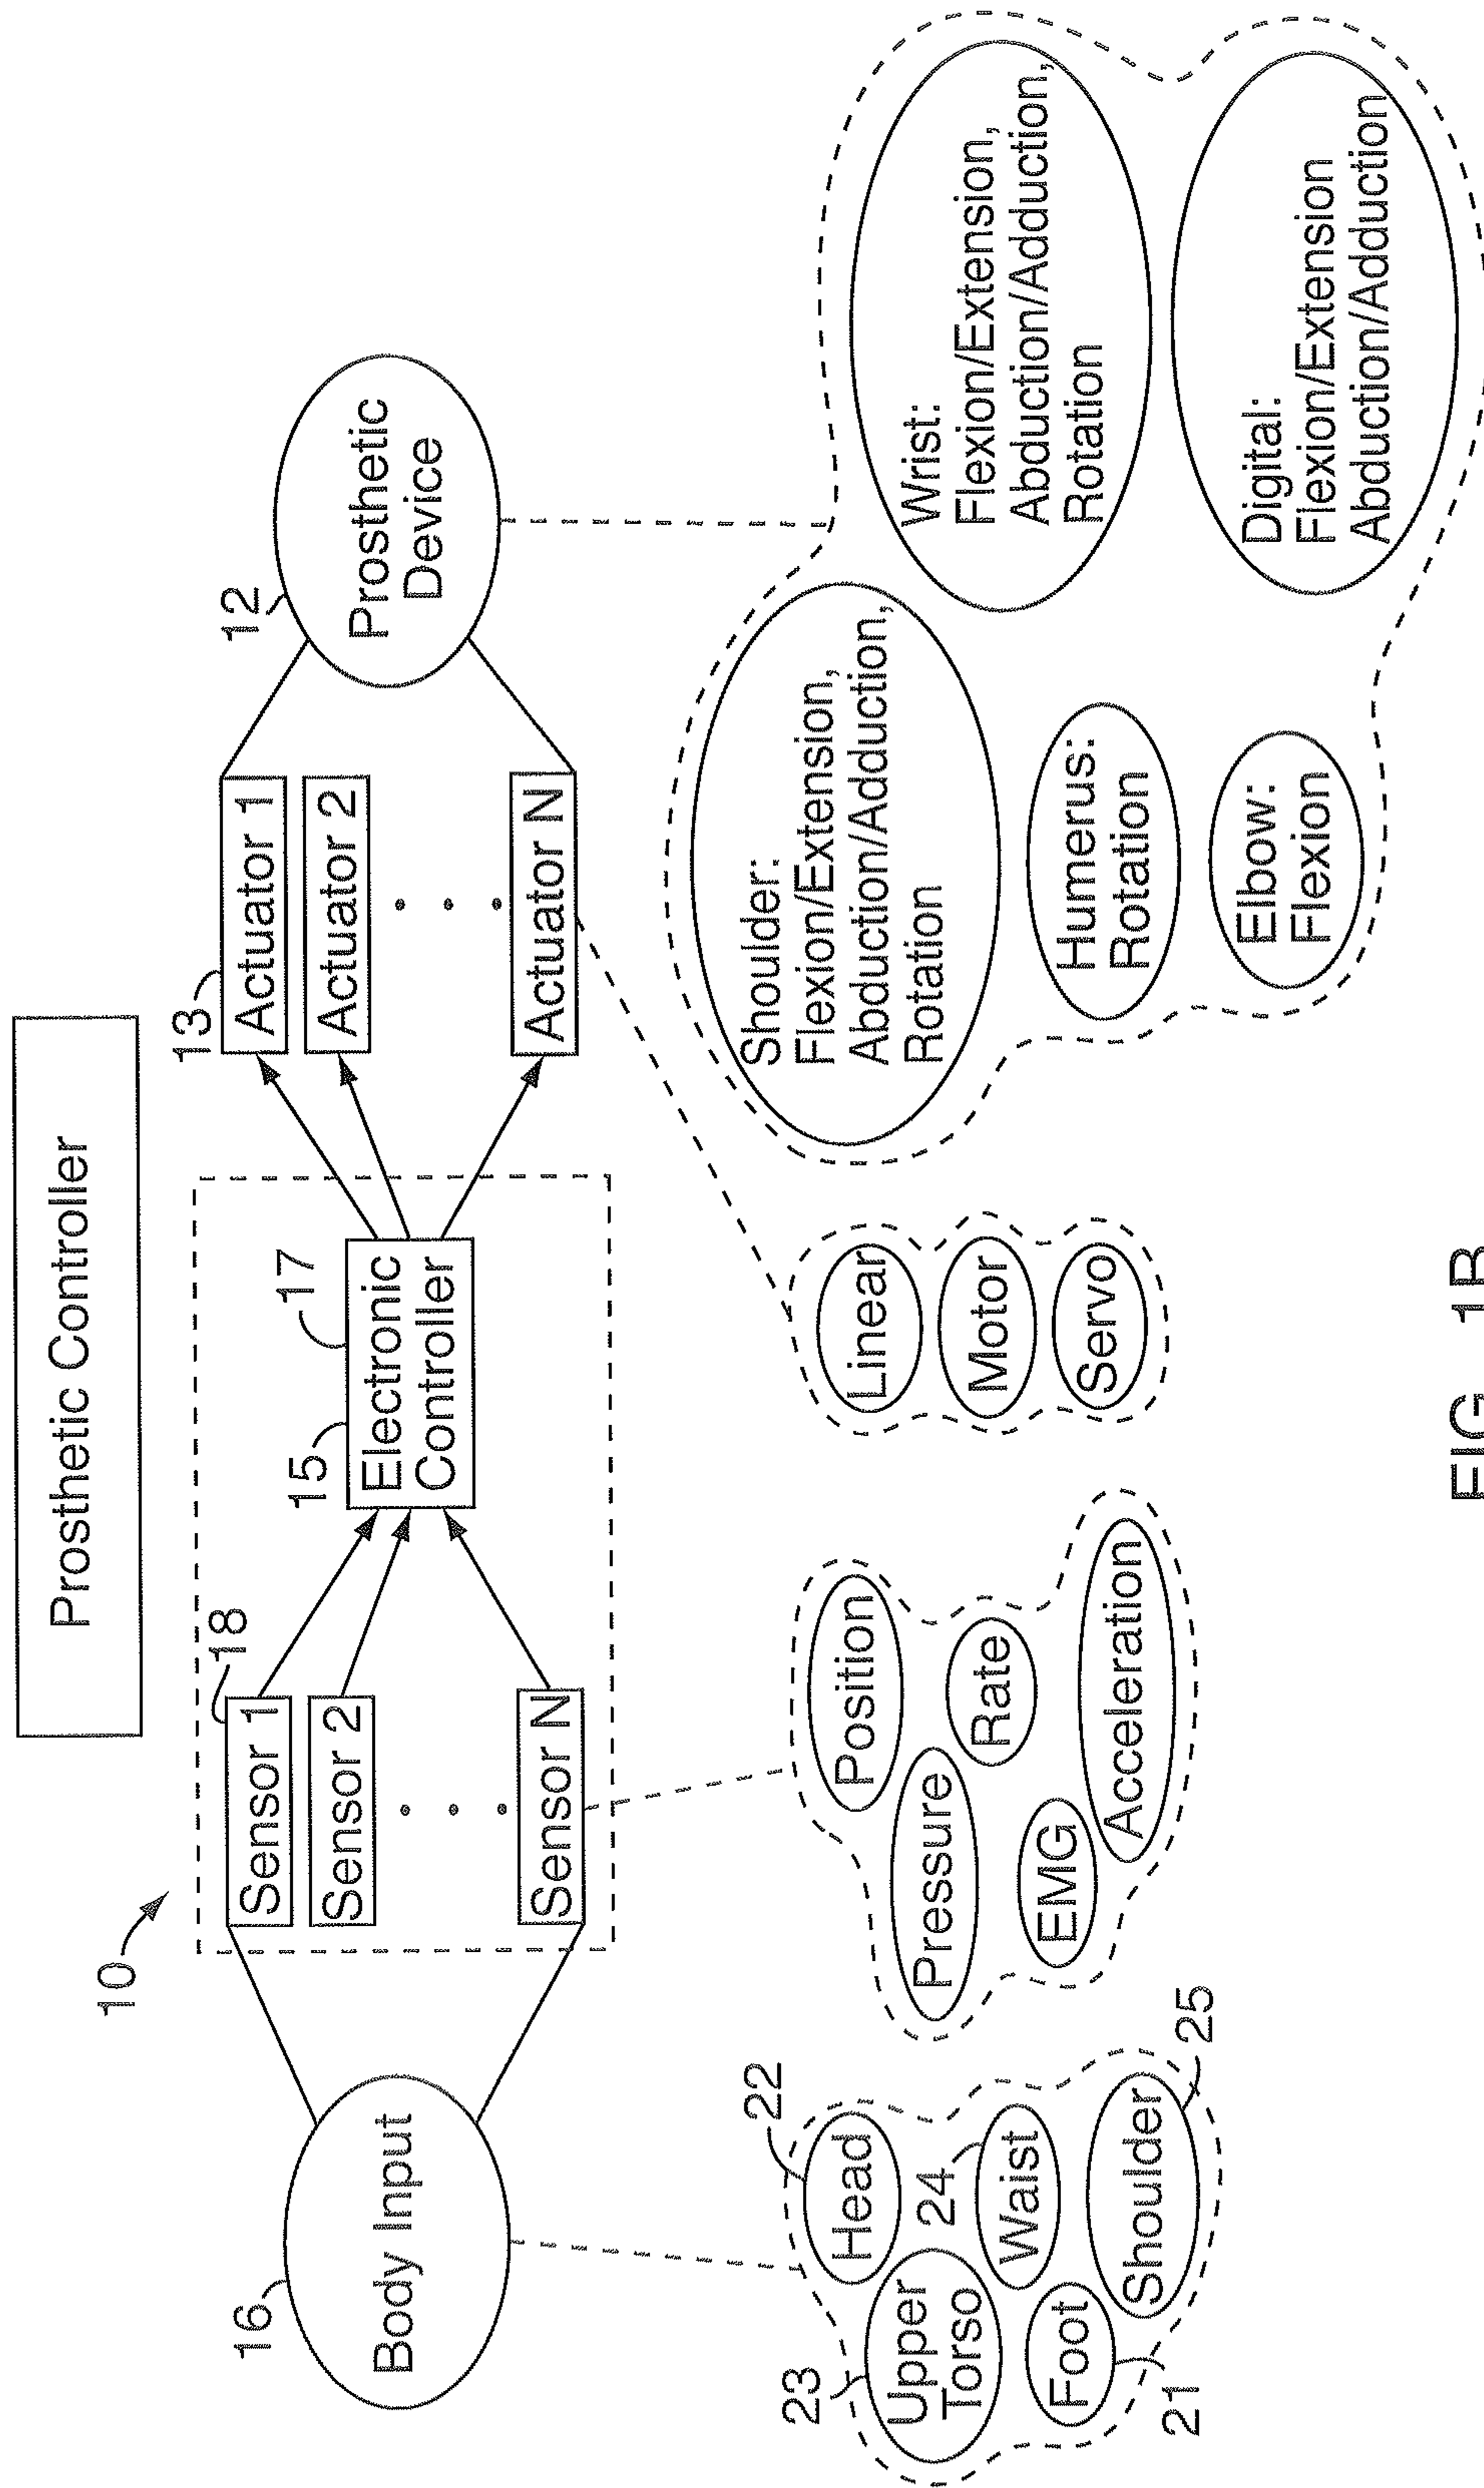 Prosthetic Controller
10
16
Body Input
18
Sensor 1
Sensor 2
Sensor N
15
17
Electronic
Controller
13
Actuator 1
Actuator 2
Actuator N
12
Prosthetic
Device
22
Head
23
Upper
Torso
24
Waist
Foot
21
Shoulder
25
Position
Pressure
Rate
EMG
Acceleration
Linear
Motor
Servo
Shoulder:
Flexion/Extension,
Abduction/Adduction,
Rotation
Humerus:
Rotation
Elbow:
Flexion
Wrist:
Flexion/Extension,
Abduction/Adduction,
Rotation
Digital:
Flexion/Extension
Abduction/Adduction
FIG. 1B